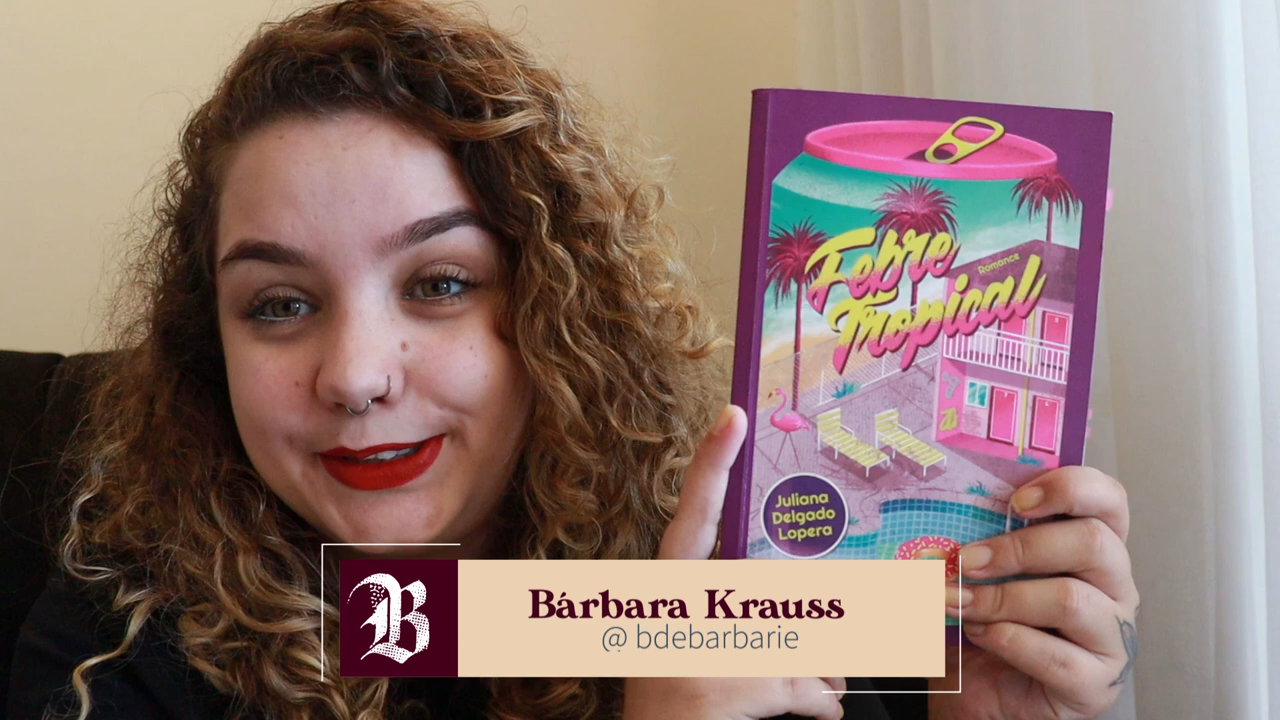 Febre
Tropical
Romance
Juliana
Delgado
Lopera
B
Bárbara Krauss
@ bdebarbarie